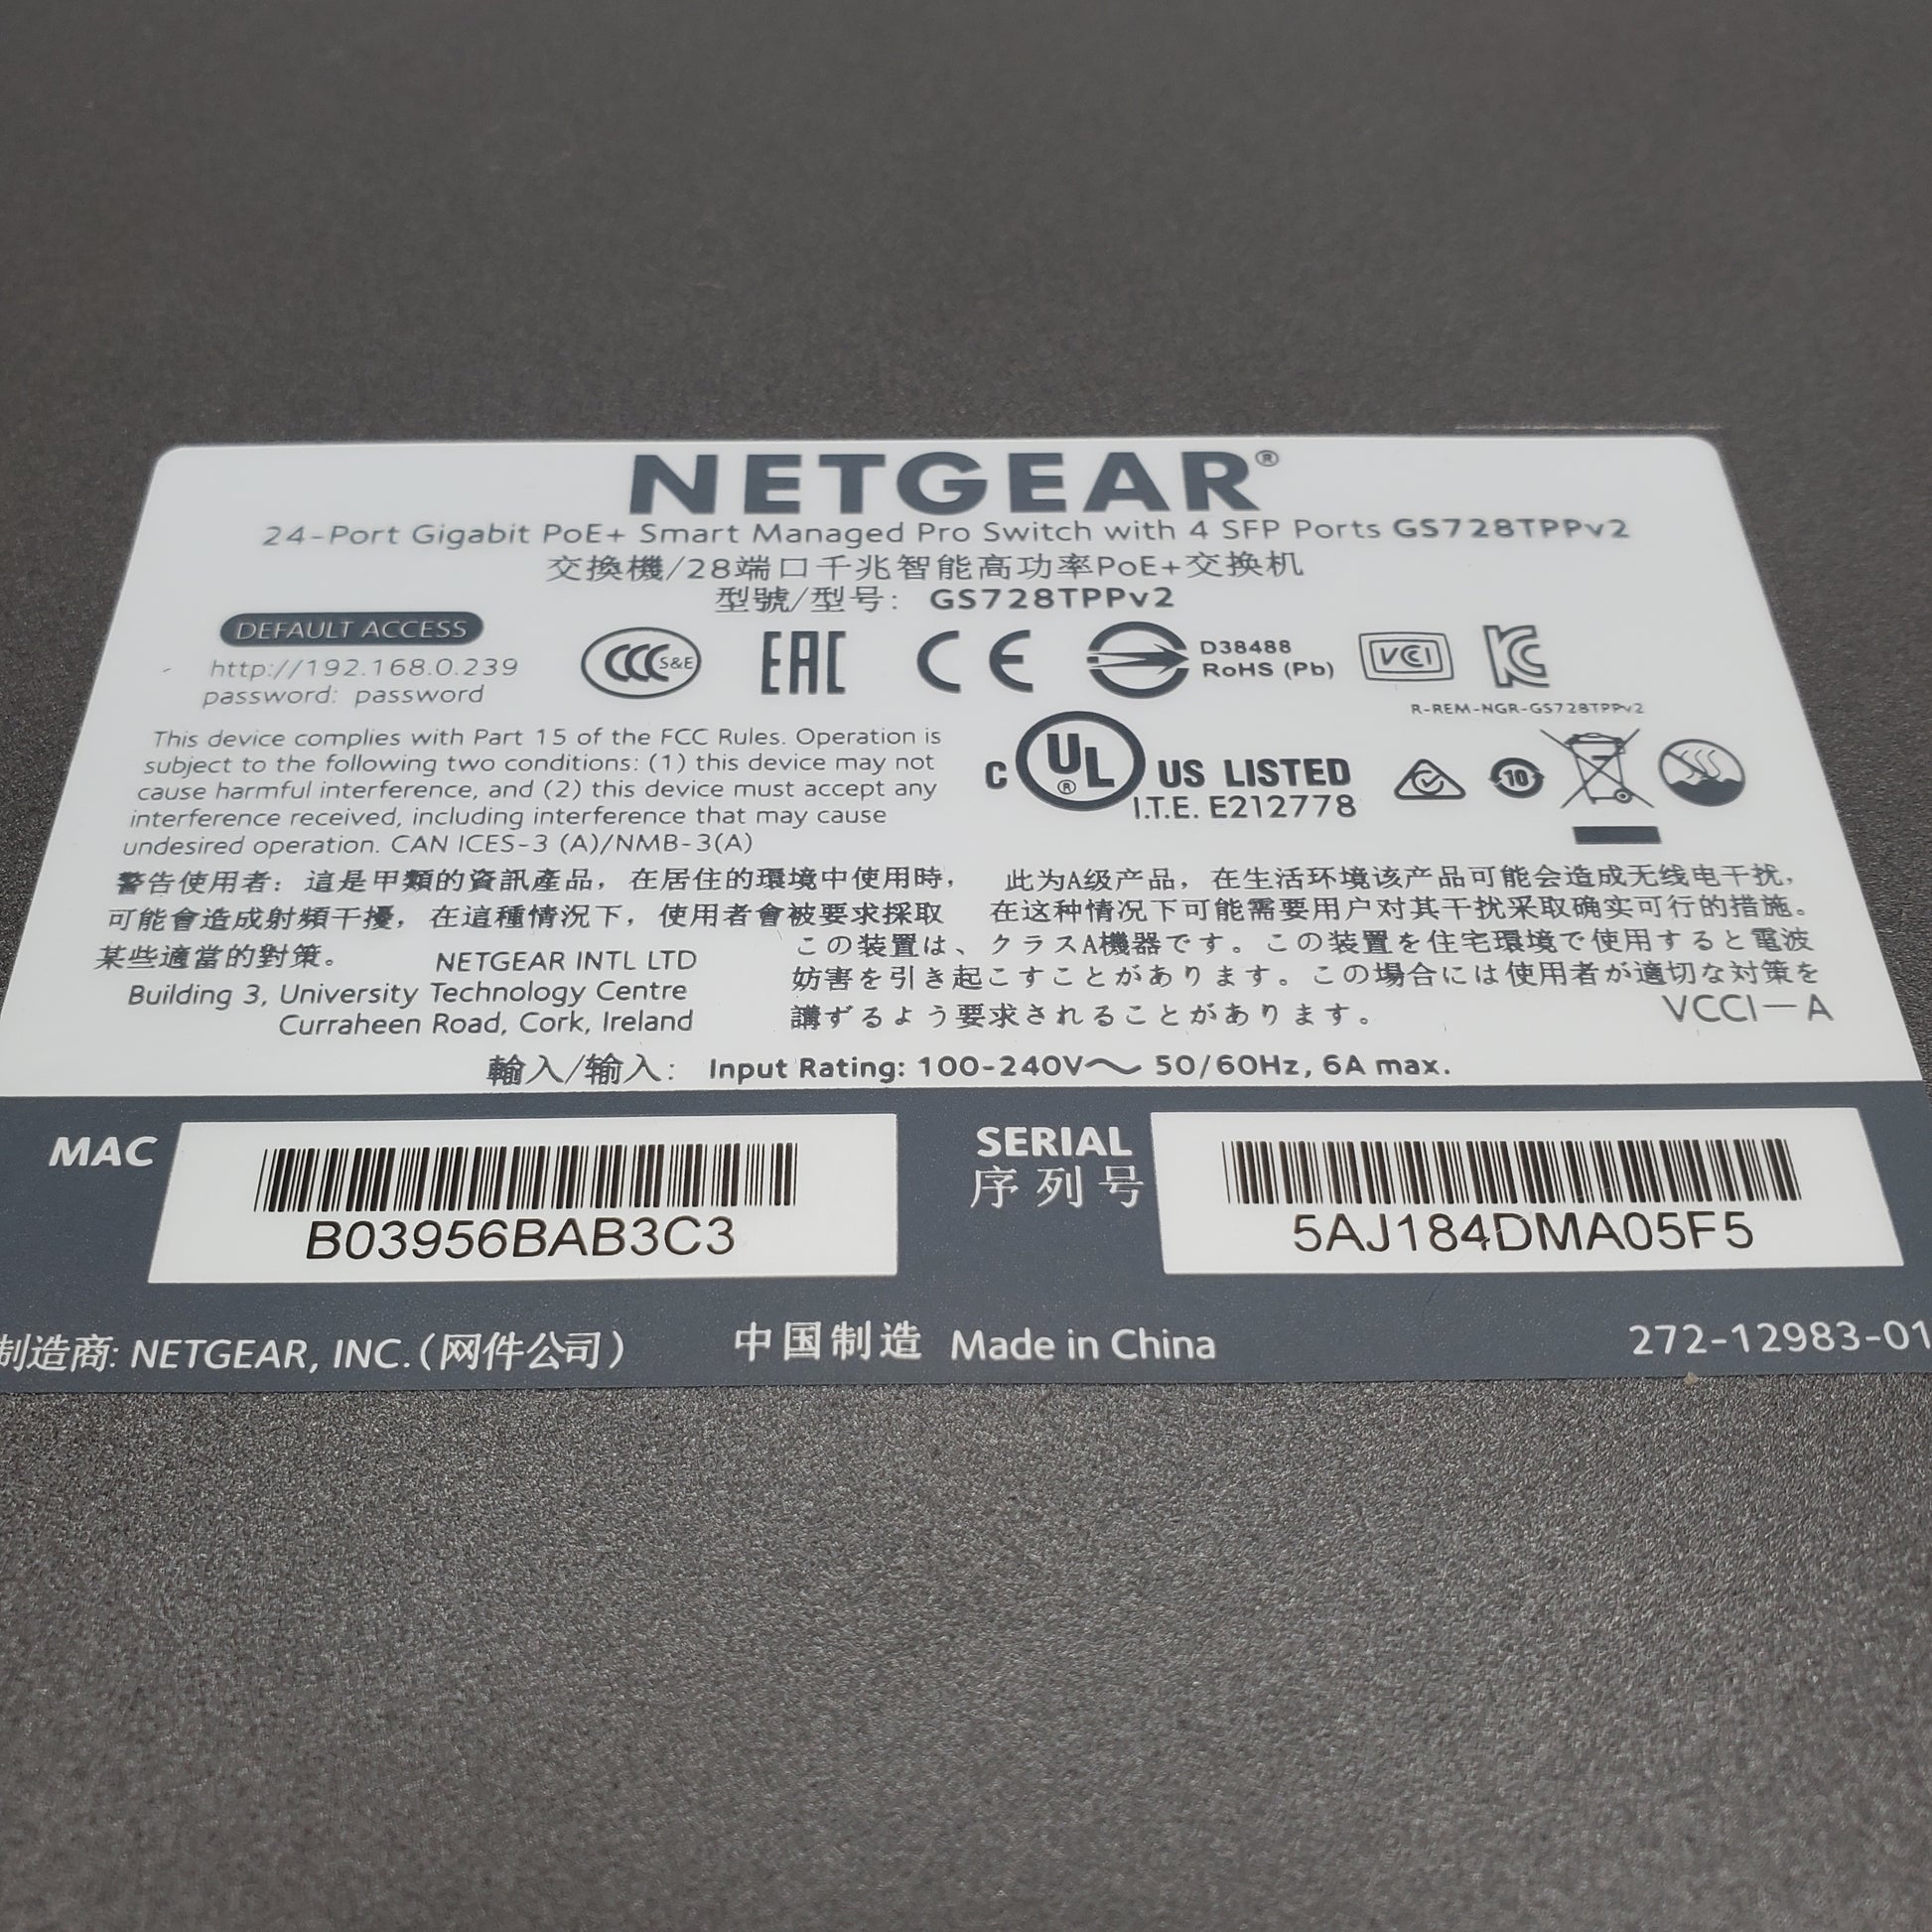 NETGEAR®
24-Port Gigabit PoE+ Smart Managed Pro Switch with 4 SFP Ports GS728TPPv2
交換機/28端口千兆智能高功率PoE+交换机
型號/型号: GS728TPPv2
DEFAULT ACCESS
http://192.168.0.239
password: password
CCC S&E
EAC
CE
D38488
RoHS (Pb)
VCI
KC
R-REM-NGR-GS728TPPv2
This device complies with Part 15 of the FCC Rules. Operation is
subject to the following two conditions: (1) this device may not
cause harmful interference, and (2) this device must accept any
interference received, including interference that may cause
undesired operation. CAN ICES-3 (A)/NMB-3(A)
C UL® US LISTED
I.T.E. E212778
10
警告使用者: 這是甲類的資訊產品, 在居住的環境中使用時,
可能會造成射頻干擾, 在這種情況下, 使用者會被要求採取
某些適當的對策。
此为A级产品, 在生活环境该产品可能会造成无线电干扰,
在这种情况下可能需要用户对其干扰采取确实可行的措施。
この装置は、クラスA機器です。この装置を住宅環境で使用すると電波
妨害を引き起こすことがあります。この場合には使用者が適切な対策を
講ずるよう要求されることがあります。
VCCI-A
NETGEAR INTL LTD
Building 3, University Technology Centre
Curraheen Road, Cork, Ireland
輸入/输入: Input Rating: 100-240V～ 50/60Hz, 6A max.
MAC
B03956BAB3C3
SERIAL
序列号
5AJ184DMA05F5
制造商: NETGEAR, INC.(网件公司)
中国制造 Made in China
272-12983-01